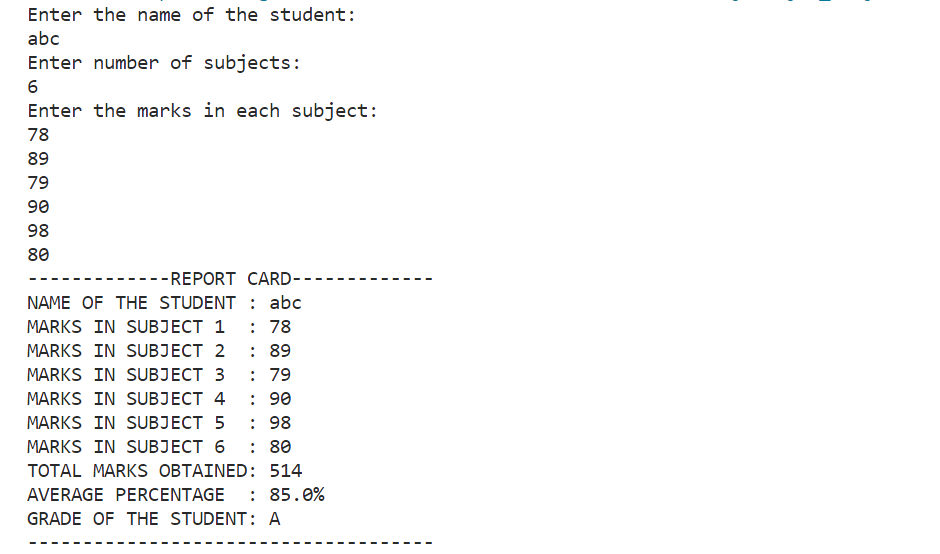 Enter the name of the student:
abc
Enter number of subjects:
6
Enter the marks in each subject:
78
89
79
90
98
80
-------------REPORT CARD-------------
NAME OF THE STUDENT : abc
MARKS IN SUBJECT 1  : 78
MARKS IN SUBJECT 2  : 89
MARKS IN SUBJECT 3  : 79
MARKS IN SUBJECT 4  : 90
MARKS IN SUBJECT 5  : 98
MARKS IN SUBJECT 6  : 80
TOTAL MARKS OBTAINED: 514
AVERAGE PERCENTAGE  : 85.0%
GRADE OF THE STUDENT: A
-------------------------------------